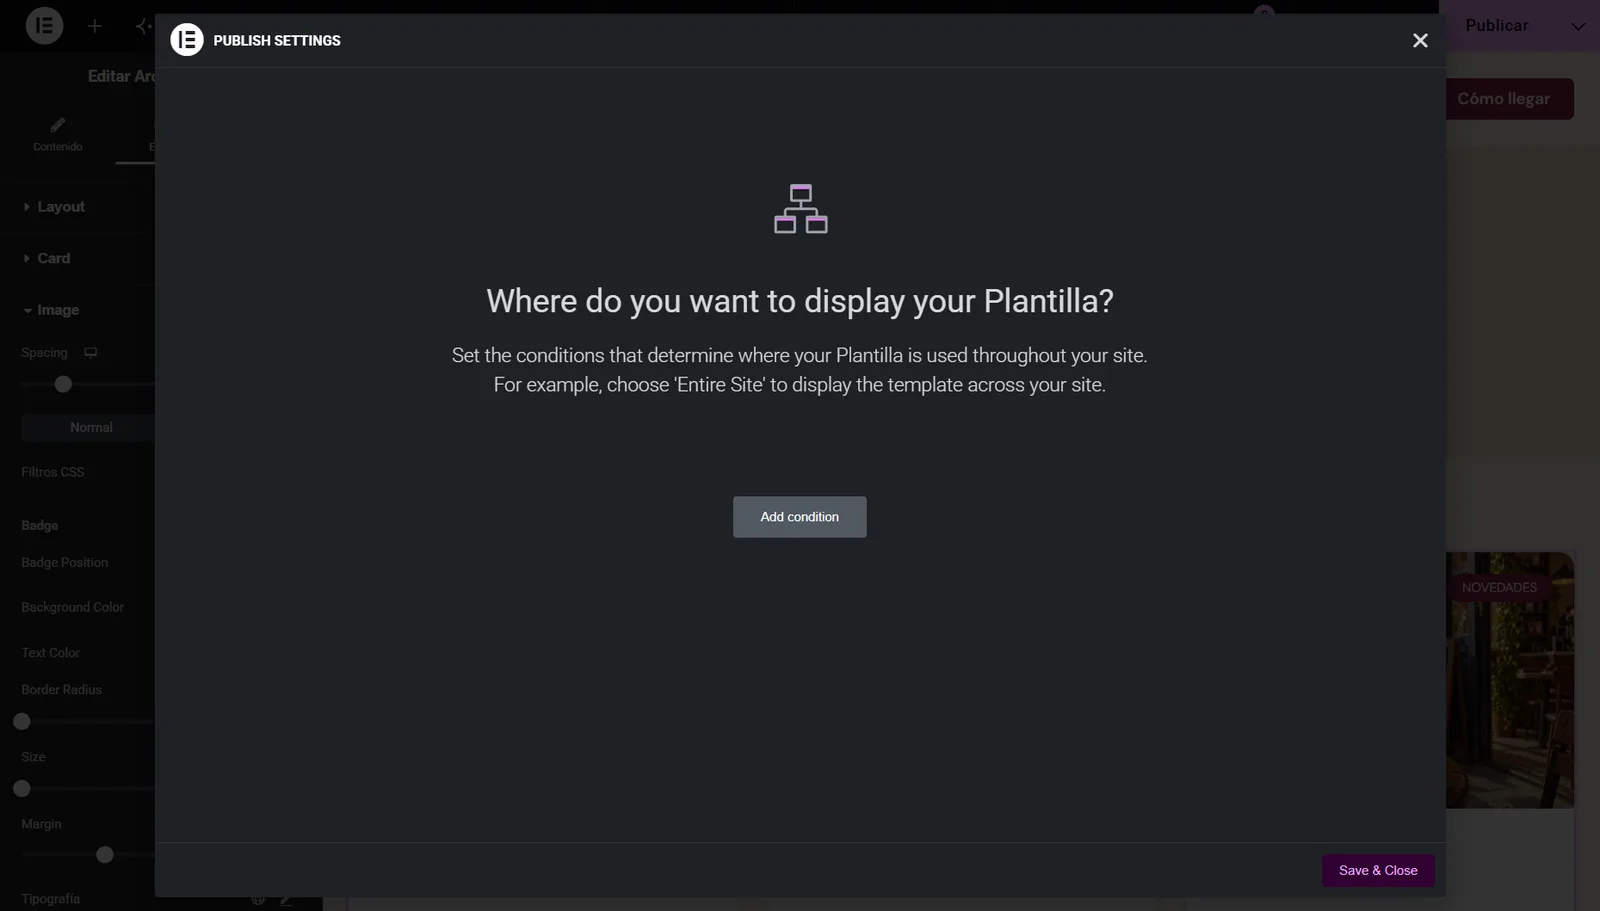 Publicar
PUBLISH SETTINGS
Editar Arc
Cómo llegar
Contenido
E
Layout
Card
Image
Spacing
Normal
Filtros CSS
Badge
Badge Position
Background Color
Text Color
Border Radius
Size
Margin
Tipografía
Where do you want to display your Plantilla?
Set the conditions that determine where your Plantilla is used throughout your site.
For example, choose 'Entire Site' to display the template across your site.
Add condition
NOVEDADES
Save & Close